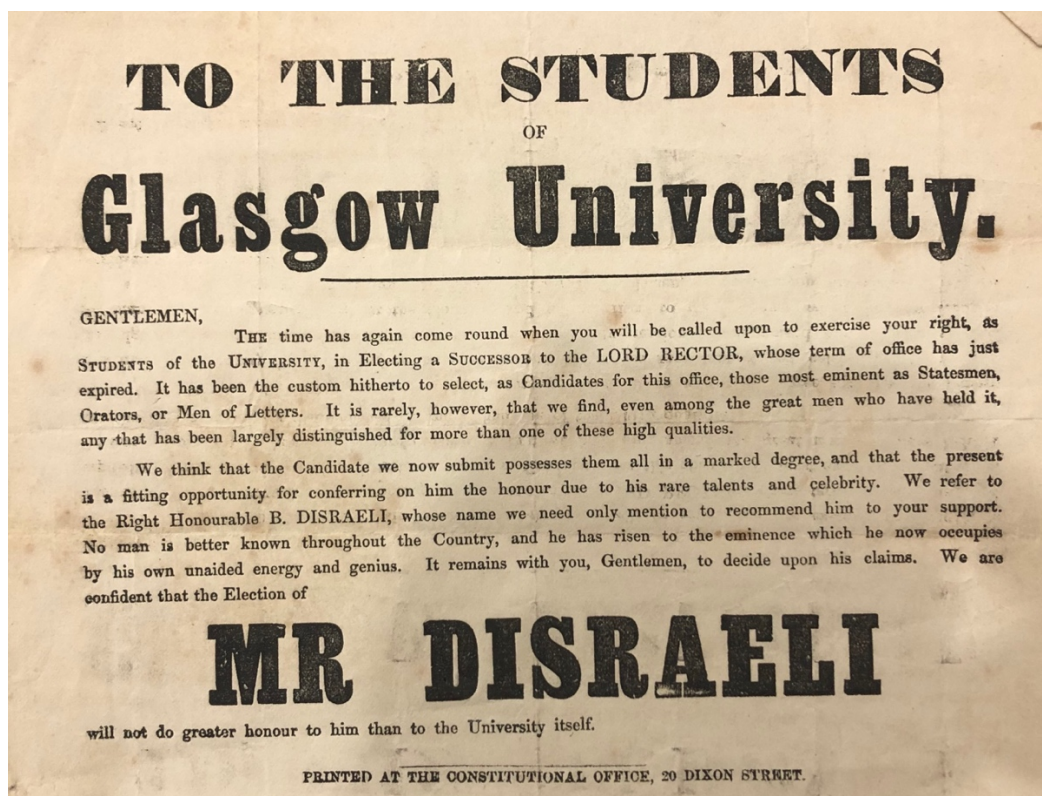 TO THE STUDENTS
OF
Glasgow University.
GENTLEMEN,
THE time has again come round when you will be called upon to exercise your right, as
STUDENTS of the UNIVERSITY, in Electing a SUCCESSOR to the LORD RECTOR, whose term of office has just
expired. It has been the custom hitherto to select, as Candidates for this office, those most eminent as Statesmen,
Orators, or Men of Letters. It is rarely, however, that we find, even among the great men who have held it,
any that has been largely distinguished for more than one of these high qualities.
We think that the Candidate we now submit possesses them all in a marked degree, and that the present
is a fitting opportunity for conferring on him the honour due to his rare talents and celebrity. We refer to
the Right Honourable B. DISRAELI, whose name we need only mention to recommend him to your support.
No man is better known throughout the Country, and he has risen to the eminence which he now occupies
by his own unaided energy and genius. It remains with you, Gentlemen, to decide upon his claims. We are
confident that the Election of
MR DISRAELI
will not do greater honour to him than to the University itself.
PRINTED AT THE CONSTITUTIONAL OFFICE, 20 DIXON STREET.